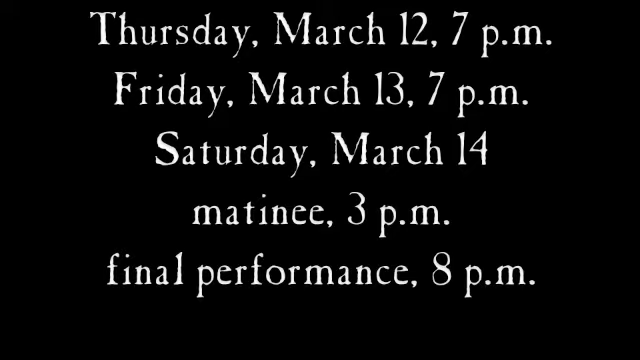 Thursday, March 12, 7 p.m.
Friday, March 13, 7 p.m.
Saturday, March 14
matinee, 3 p.m.
final performance, 8 p.m.